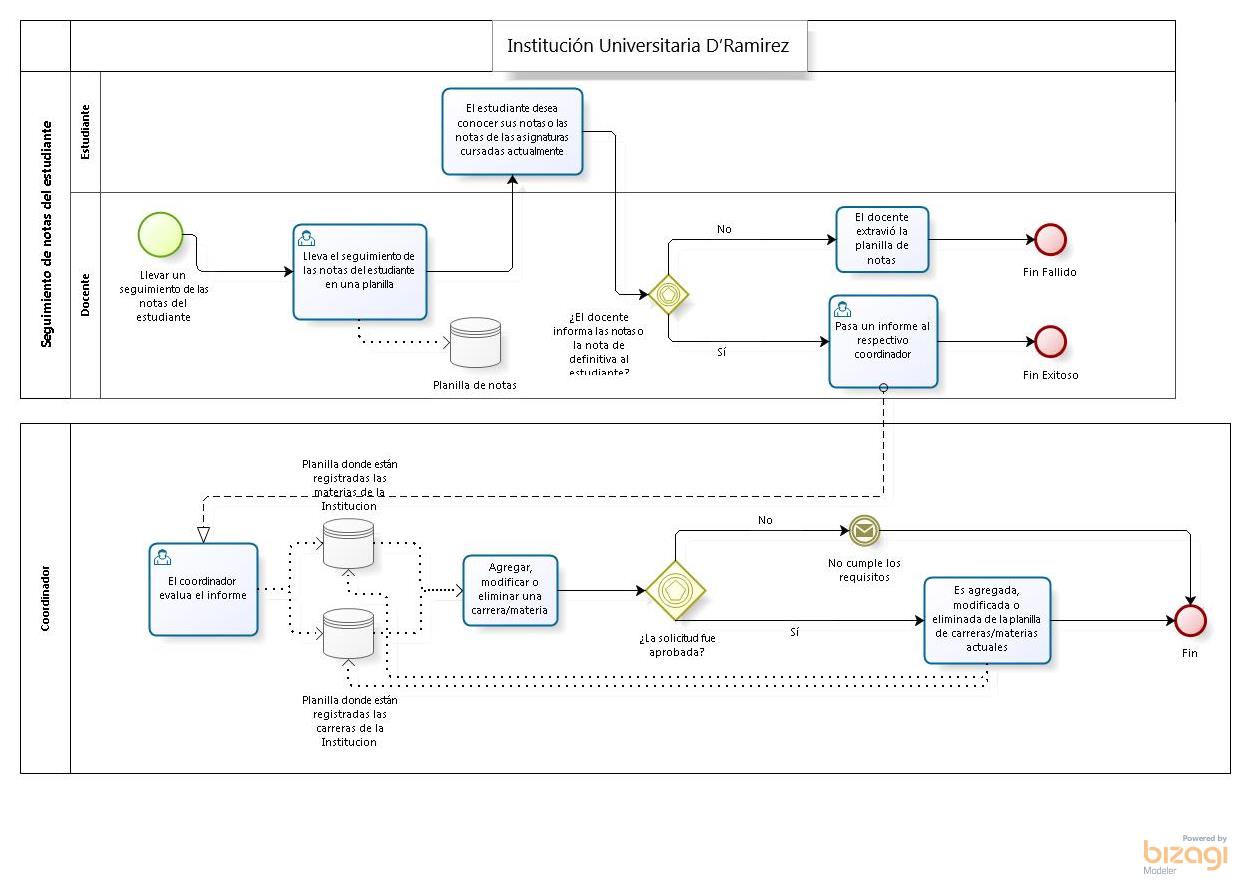 Institución Universitaria D'Ramirez
Seguimiento de notas del estudiante
Estudiante
El estudiante desea
conocer sus notas o las
notas de las asignaturas
cursadas actualmente
Docente
Llevar un
seguimiento de las
notas del
estudiante
Lleva el seguimiento de
las notas del estudiante
en una planilla
Planilla de notas
¿El docente
informa las notas o
la nota de
definitiva al
estudiante?
No
Sí
El docente
extravió la
planilla de
notas
Fin Fallido
Pasa un informe al
respectivo
coordinador
Fin Exitoso
Coordinador
El coordinador
evalua el informe
Planilla donde están
registradas las
materias de la
Institucion
Planilla donde están
registradas las
carreras de la
Institucion
Agregar,
modificar o
eliminar una
carrera/materia
¿La solicitud fue
aprobada?
No
Sí
No cumple los
requisitos
Es agregada,
modificada o
eliminada de la planilla
de carreras/materias
actuales
Fin
Powered by
bizagi
Modeler